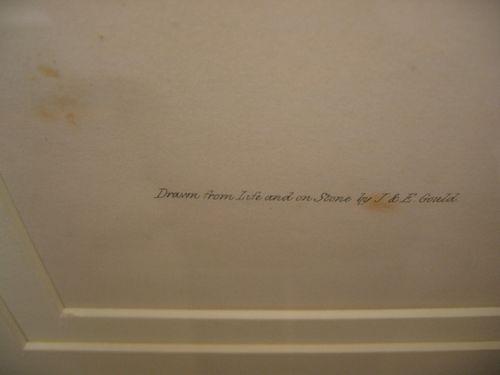 Drawn from Life and on Stone by J & E. Gould.